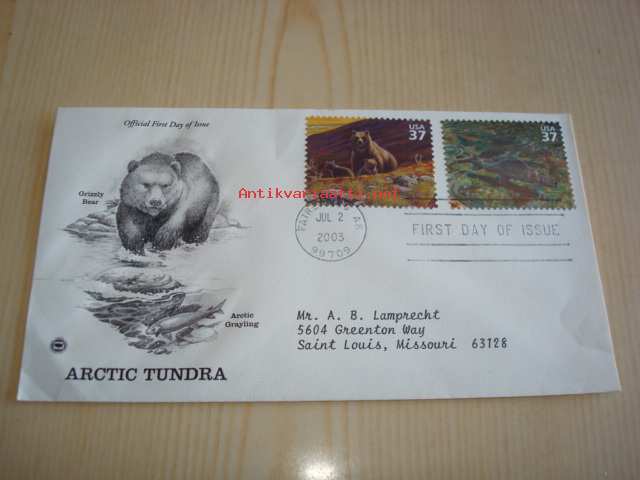 Official First Day of Issue
Grizzly
Bear
Arctic
Grayling
ARCTIC TUNDRA
USA
37
USA
37
Antikvariaatti.net
AK
JUL 2
2003
99709
FIRST DAY OF ISSUE
Mr. A. B. Lamprecht
5604 Greenton Way
Saint Louis, Missouri 63128